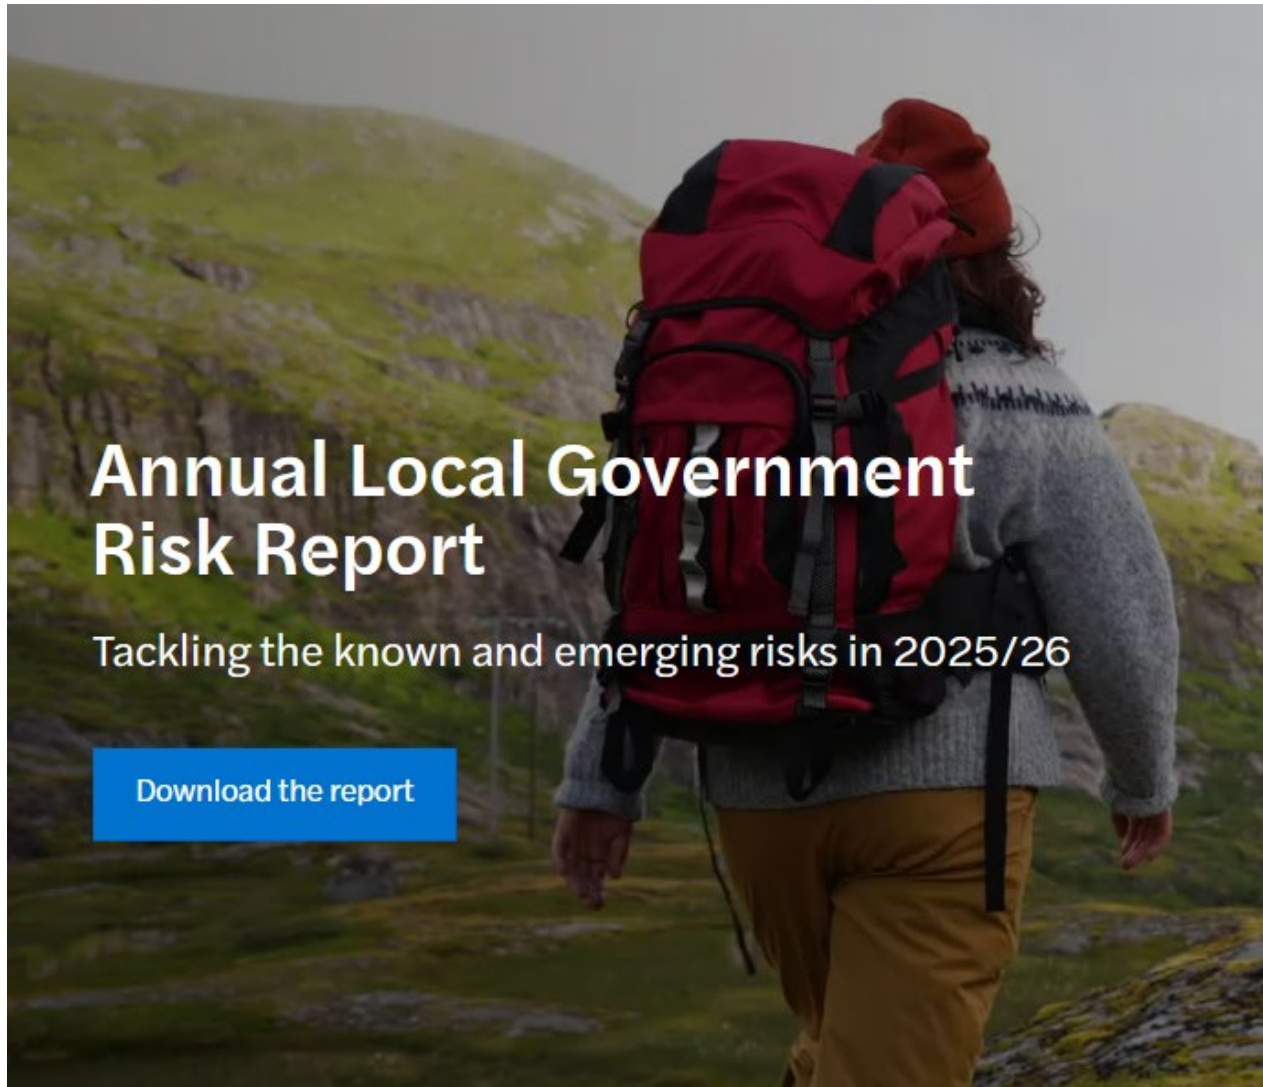 Annual Local Government
Risk Report
Tackling the known and emerging risks in 2025/26
Download the report